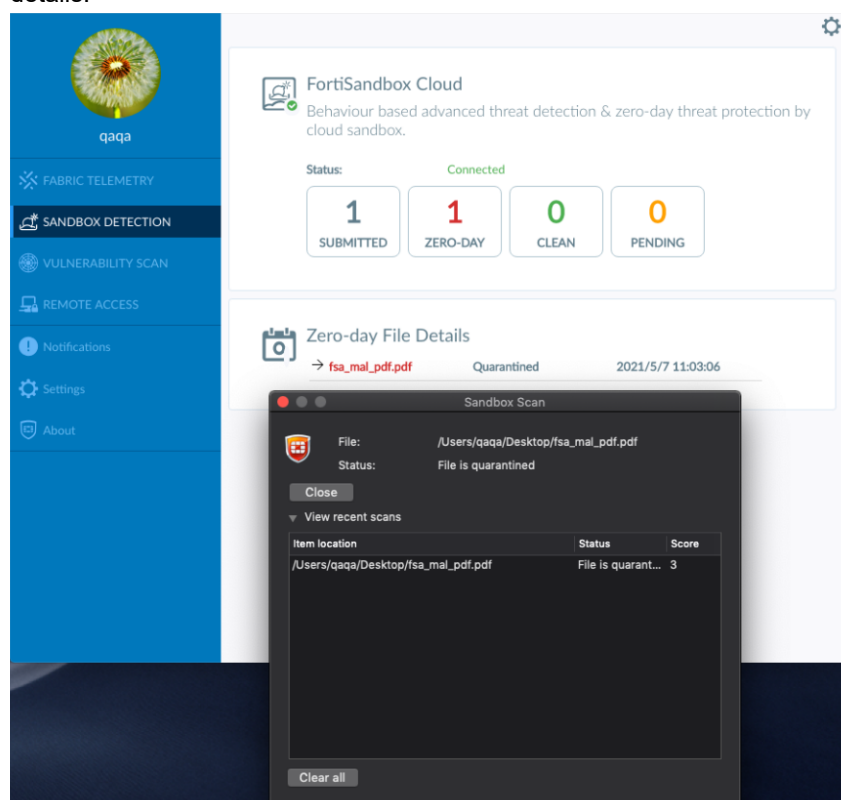 details.
qaqa
FABRIC TELEMETRY
SANDBOX DETECTION
VULNERABILITY SCAN
REMOTE ACCESS
Notifications
Settings
About
FortiSandbox Cloud
Behaviour based advanced threat detection & zero-day threat protection by
cloud sandbox.
Status: Connected
1 1 0 0
SUBMITTED ZERO-DAY CLEAN PENDING
Zero-day File Details
→ fsa_mal_pdf.pdf Quarantined 2021/5/7 11:03:06
Sandbox Scan
File: /Users/qaqa/Desktop/fsa_mal_pdf.pdf
Status: File is quarantined
Close
View recent scans
Item location Status Score
/Users/qaqa/Desktop/fsa_mal_pdf.pdf File is quarant... 3
Clear all